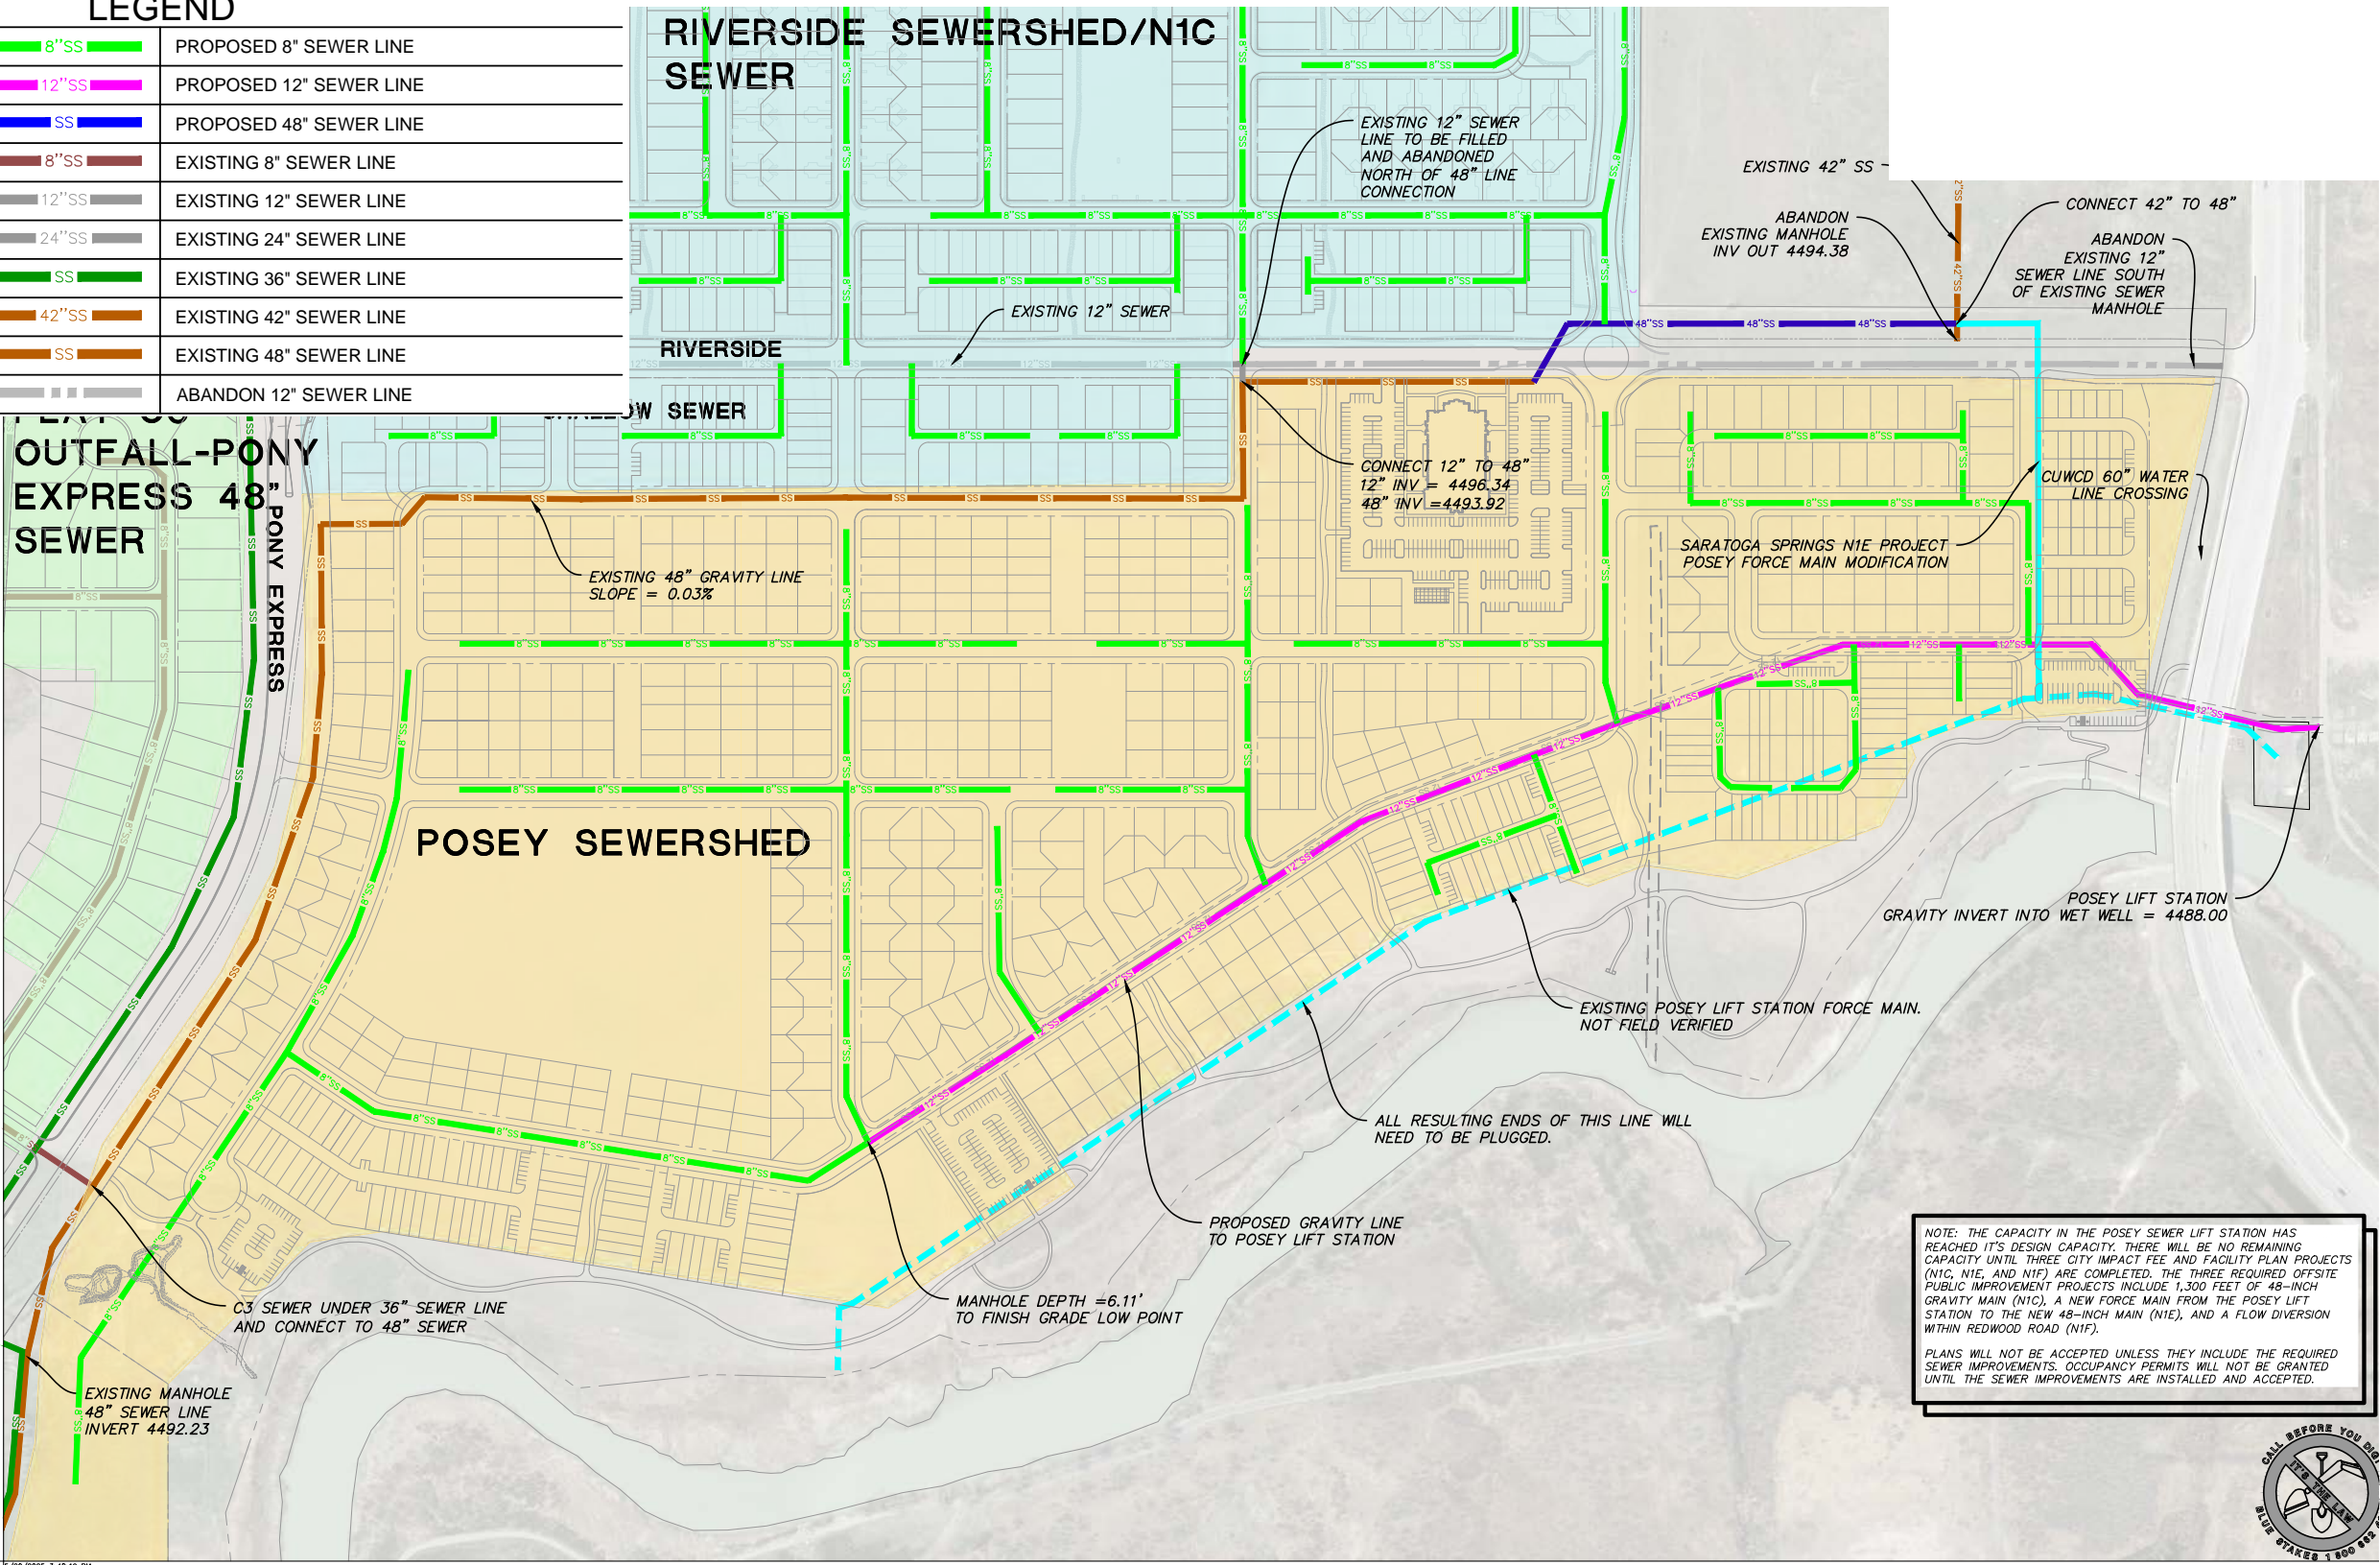 LEGEND
8"SS PROPOSED 8" SEWER LINE
12"SS PROPOSED 12" SEWER LINE
SS PROPOSED 48" SEWER LINE
8"SS EXISTING 8" SEWER LINE
12"SS EXISTING 12" SEWER LINE
24"SS EXISTING 24" SEWER LINE
SS EXISTING 36" SEWER LINE
42"SS EXISTING 42" SEWER LINE
SS EXISTING 48" SEWER LINE
ABANDON 12" SEWER LINE
RIVERSIDE SEWERSHED/N1C
SEWER
EXISTING 12" SEWER
LINE TO BE FILLED
AND ABANDONED
NORTH OF 48" LINE
CONNECTION
EXISTING 42" SS
ABANDON
EXISTING MANHOLE
INV OUT 4494.38
CONNECT 42" TO 48"
ABANDON
EXISTING 12"
SEWER LINE SOUTH
OF EXISTING SEWER
MANHOLE
EXISTING 12" SEWER
RIVERSIDE
SEWER
48"SS 48"SS 48"SS
42"SS
OUTFALL-PONY
EXPRESS 48"
SEWER
PONY EXPRESS
CONNECT 12" TO 48"
12" INV = 4496.34
48" INV =4493.92
CUWCD 60" WATER
LINE CROSSING
SARATOGA SPRINGS N1E PROJECT
POSEY FORCE MAIN MODIFICATION
EXISTING 48" GRAVITY LINE
SLOPE = 0.03%
POSEY SEWERSHED
POSEY LIFT STATION
GRAVITY INVERT INTO WET WELL = 4488.00
EXISTING POSEY LIFT STATION FORCE MAIN.
NOT FIELD VERIFIED
ALL RESULTING ENDS OF THIS LINE WILL
NEED TO BE PLUGGED.
PROPOSED GRAVITY LINE
TO POSEY LIFT STATION
MANHOLE DEPTH =6.11'
TO FINISH GRADE LOW POINT
C3 SEWER UNDER 36" SEWER LINE
AND CONNECT TO 48" SEWER
EXISTING MANHOLE
48" SEWER LINE
INVERT 4492.23
NOTE: THE CAPACITY IN THE POSEY SEWER LIFT STATION HAS
REACHED IT'S DESIGN CAPACITY. THERE WILL BE NO REMAINING
CAPACITY UNTIL THREE CITY IMPACT FEE AND FACILITY PLAN PROJECTS
(N1C, N1E, AND N1F) ARE COMPLETED. THE THREE REQUIRED OFFSITE
PUBLIC IMPROVEMENT PROJECTS INCLUDE 1,300 FEET OF 48-INCH
GRAVITY MAIN (N1C), A NEW FORCE MAIN FROM THE POSEY LIFT
STATION TO THE NEW 48-INCH MAIN (N1E), AND A FLOW DIVERSION
WITHIN REDWOOD ROAD (N1F).
PLANS WILL NOT BE ACCEPTED UNLESS THEY INCLUDE THE REQUIRED
SEWER IMPROVEMENTS. OCCUPANCY PERMITS WILL NOT BE GRANTED
UNTIL THE SEWER IMPROVEMENTS ARE INSTALLED AND ACCEPTED.
CALL BEFORE YOU DIG
IT'S THE LAW
BLUE STAKES 1 800 662